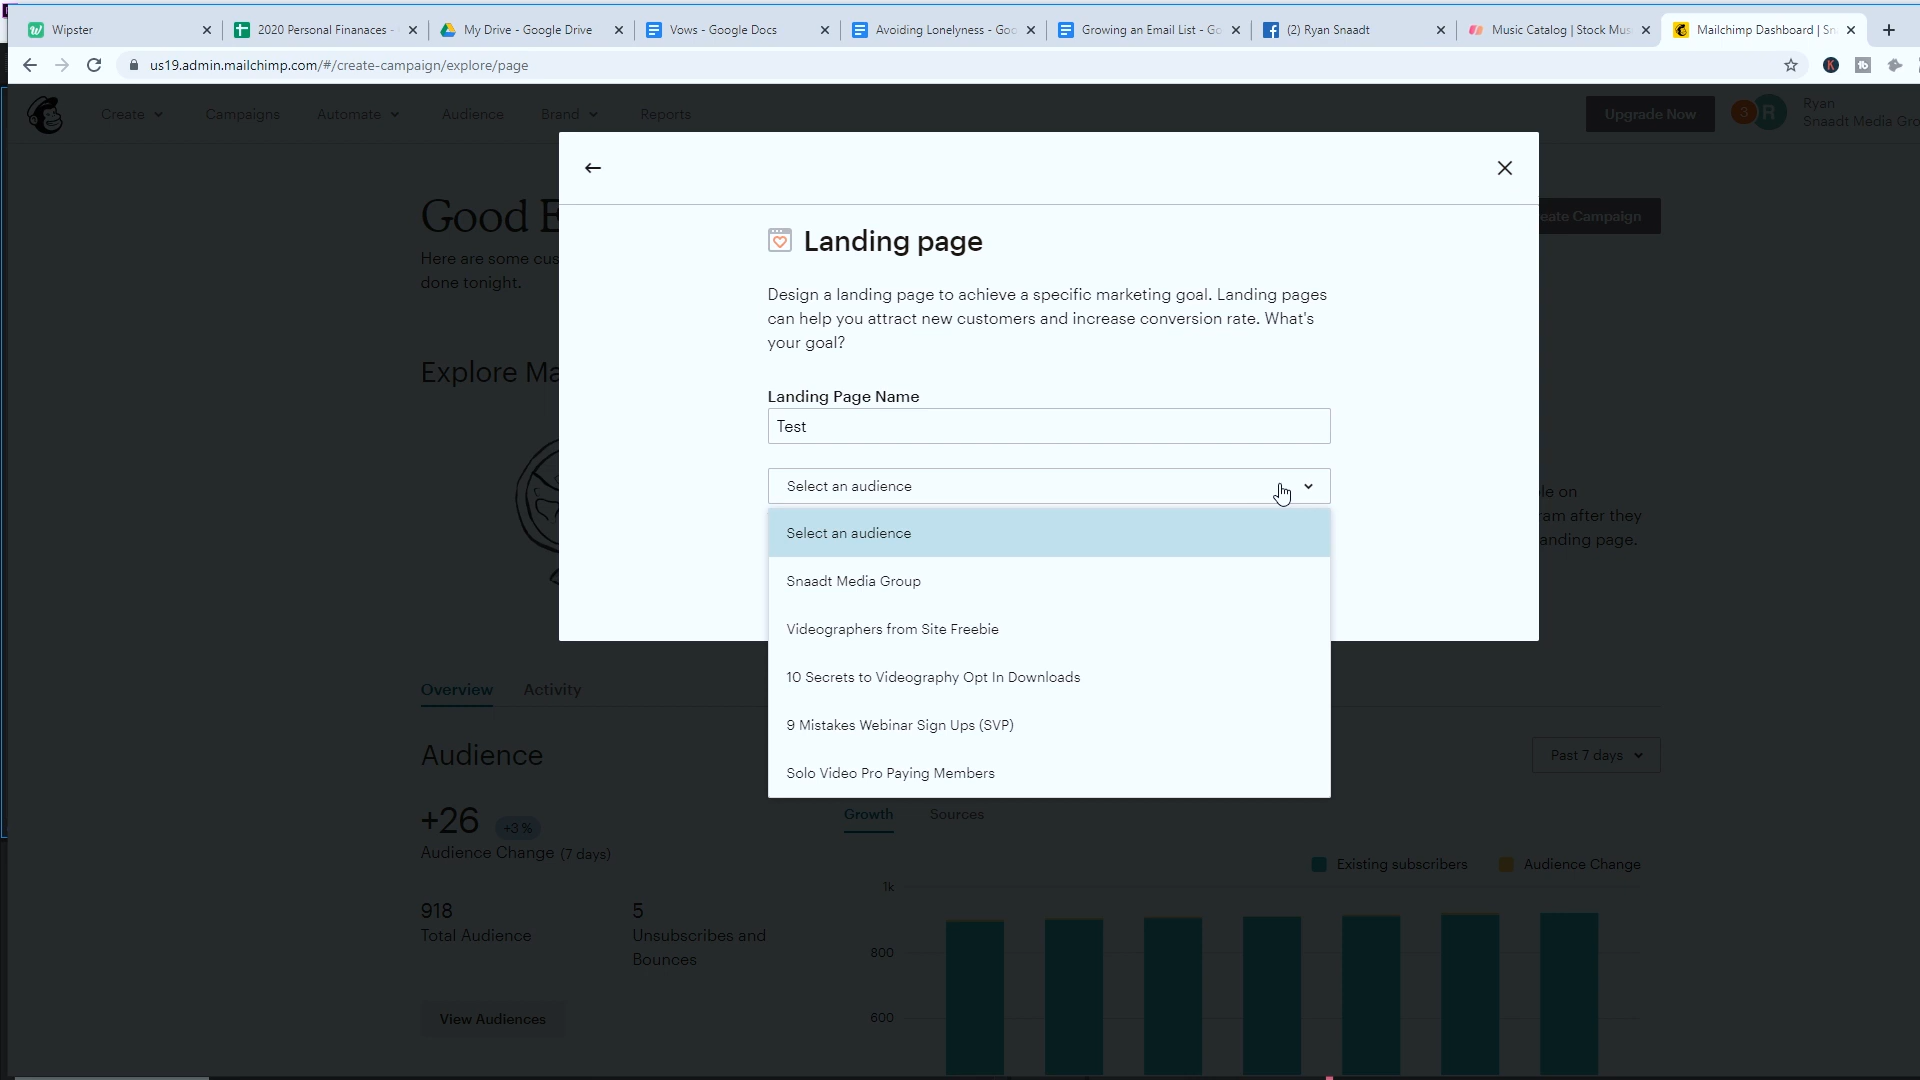 Wipster
2020 Personal Finanaces -
My Drive - Google Drive
Vows - Google Docs
Avoiding Lonelyness - Goo
Growing an Email List - Go
(2) Ryan Snaadt
Music Catalog | Stock Mus
Mailchimp Dashboard | Sn
us19.admin.mailchimp.com/#/create-campaign/explore/page
Create
Campaigns
Automate
Audience
Brand
Reports
Upgrade Now
3
R
Ryan
Snaadt Media Gro
Good E
Here are some cus
done tonight.
eate Campaign
Landing page
Design a landing page to achieve a specific marketing goal. Landing pages
can help you attract new customers and increase conversion rate. What's
your goal?
Explore Ma
Landing Page Name
Test
Select an audience
Select an audience
Snaadt Media Group
Videographers from Site Freebie
10 Secrets to Videography Opt In Downloads
9 Mistakes Webinar Sign Ups (SVP)
Solo Video Pro Paying Members
le on
ram after they
anding page.
Overview
Activity
Audience
Past 7 days
+26
+3%
Audience Change (7 days)
918
Total Audience
5
Unsubscribes and
Bounces
View Audiences
Growth
Sources
Existing subscribers
Audience Change
1k
800
600